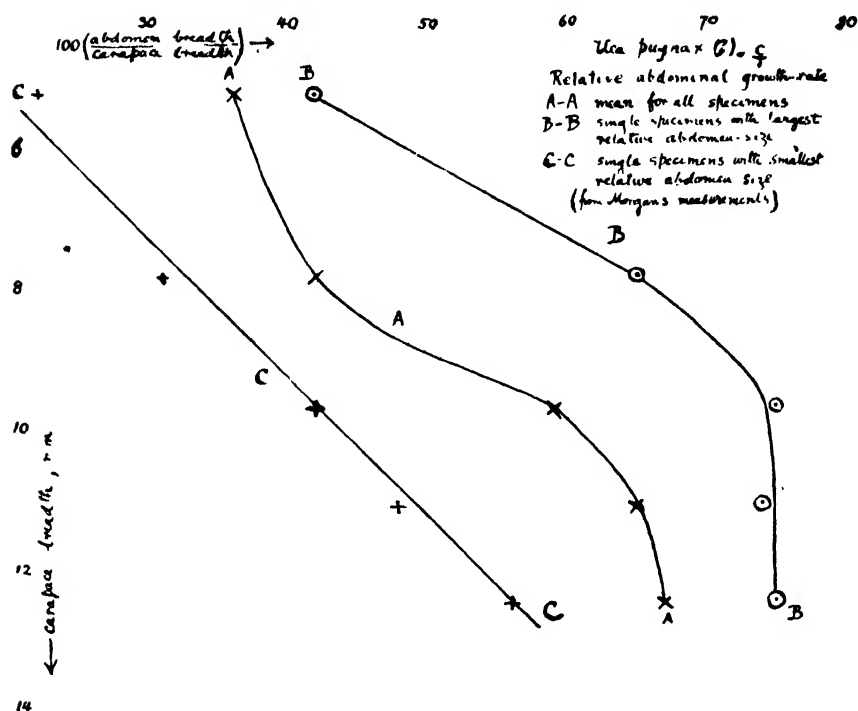 30 40 50 60 70 80
100(abdomen breadth/carapace breadth) →
Uca pugnax (b). ♀
Relative abdominal growth-rate
A-A mean for all specimens
B-B single specimens with largest
relative abdomen-size
C-C single specimens with smallest
relative abdomen size
(from Morgan's measurements)
A
B
C
6
B
8
A
C
10
← carapace breadth, mm
12
C
A
B
14